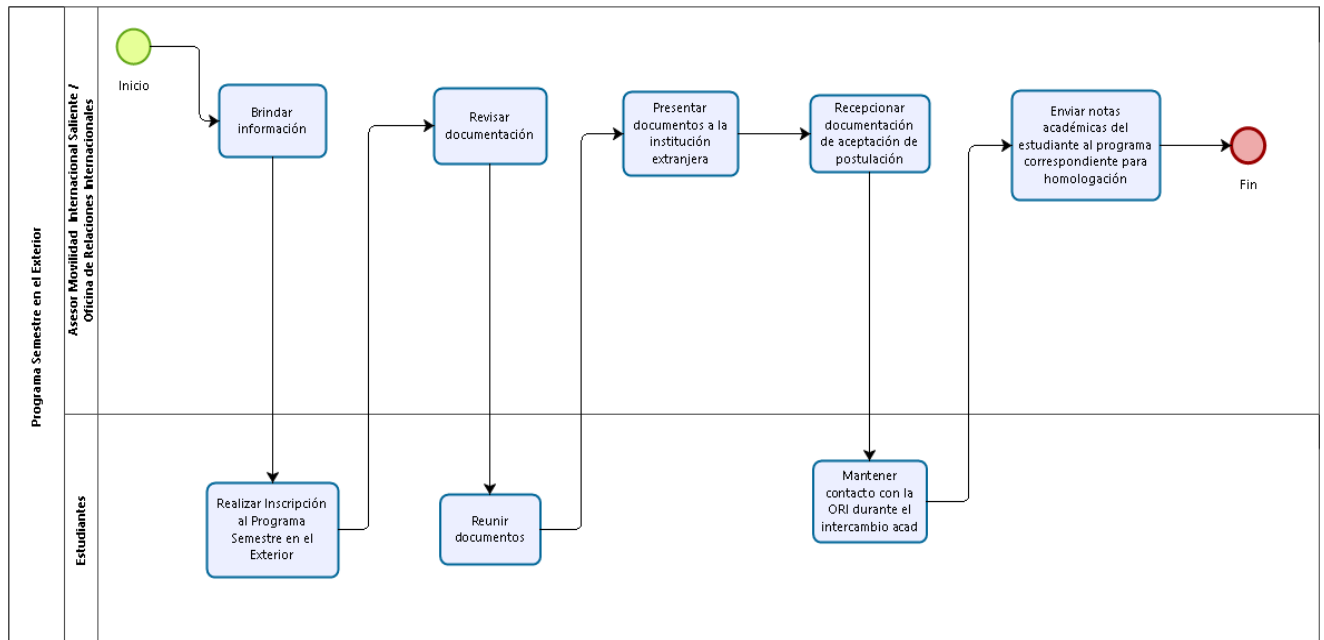 Programa Semestre en el Exterior
Asesor Movilidad Internacional Saliente /
Oficina de Relaciones Internacionales
Inicio
Brindar
información
Revisar
documentación
Presentar
documentos a la
institución
extranjera
Recepcionar
documentación
de aceptación de
postulación
Enviar notas
académicas del
estudiante al programa
correspondiente para
homologación
Fin
Estudiantes
Realizar Inscripción
al Programa
Semestre en el
Exterior
Reunir
documentos
Mantener
contacto con la
ORI durante el
intercambio acad